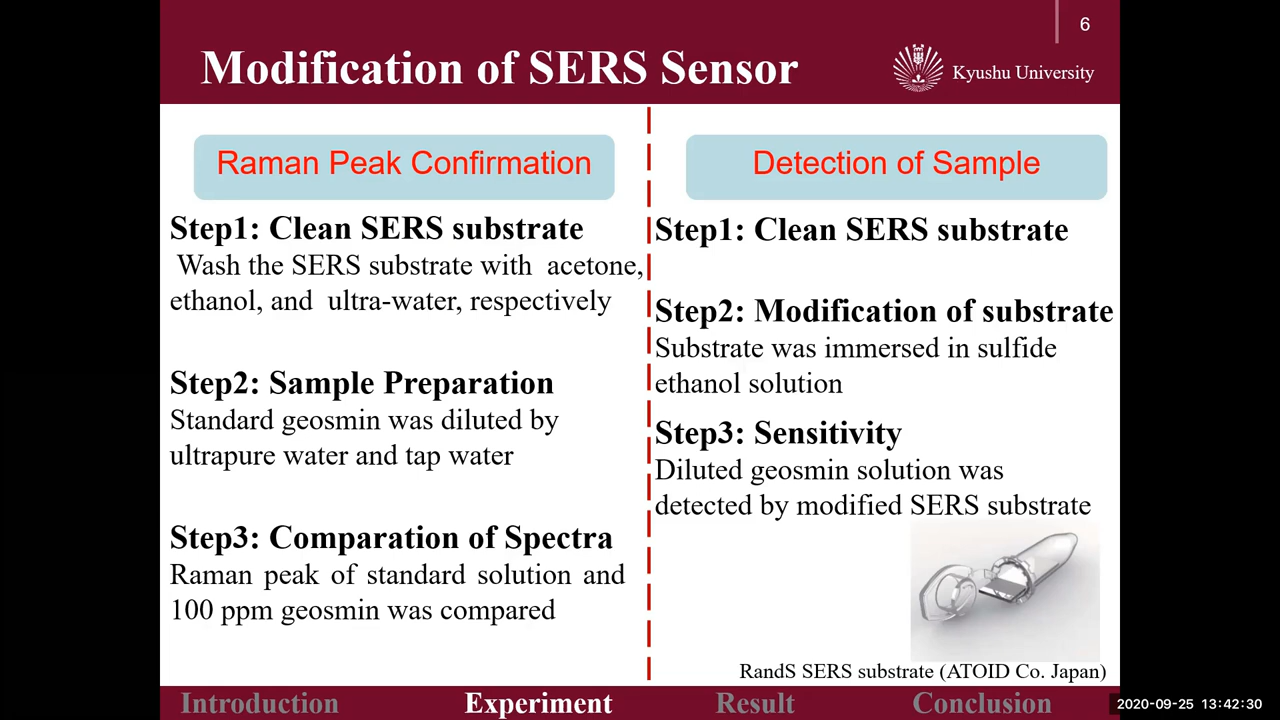 6
Modification of SERS Sensor
Kyushu University
Raman Peak Confirmation
Step1: Clean SERS substrate
Wash the SERS substrate with acetone,
ethanol, and ultra-water, respectively
Step2: Sample Preparation
Standard geosmin was diluted by
ultrapure water and tap water
Step3: Comparation of Spectra
Raman peak of standard solution and
100 ppm geosmin was compared
Detection of Sample
Step1: Clean SERS substrate
Step2: Modification of substrate
Substrate was immersed in sulfide
ethanol solution
Step3: Sensitivity
Diluted geosmin solution was
detected by modified SERS substrate
RandS SERS substrate (ATOID Co. Japan)
Introduction Experiment Result Conclusion
2020-09-25 13:42:30